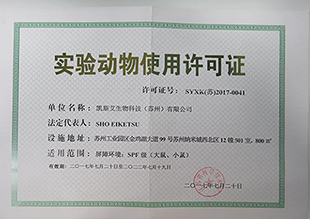 实验动物使用许可证
许可证号: SYXK(苏)2017-0041
单位名称: 凯斯艾生物科技(苏州)有限公司
法定代表人: SHO EIKETSU
设施地址: 苏州工业园区金鸡湖大道99号苏州纳米城西北区12幢501室, 800㎡
适用范围: 屏障环境: SPF级(大鼠、小鼠)
有效期: 二〇一七年七月二十日至二〇二二年七月十九日
二〇一七年七月二十日